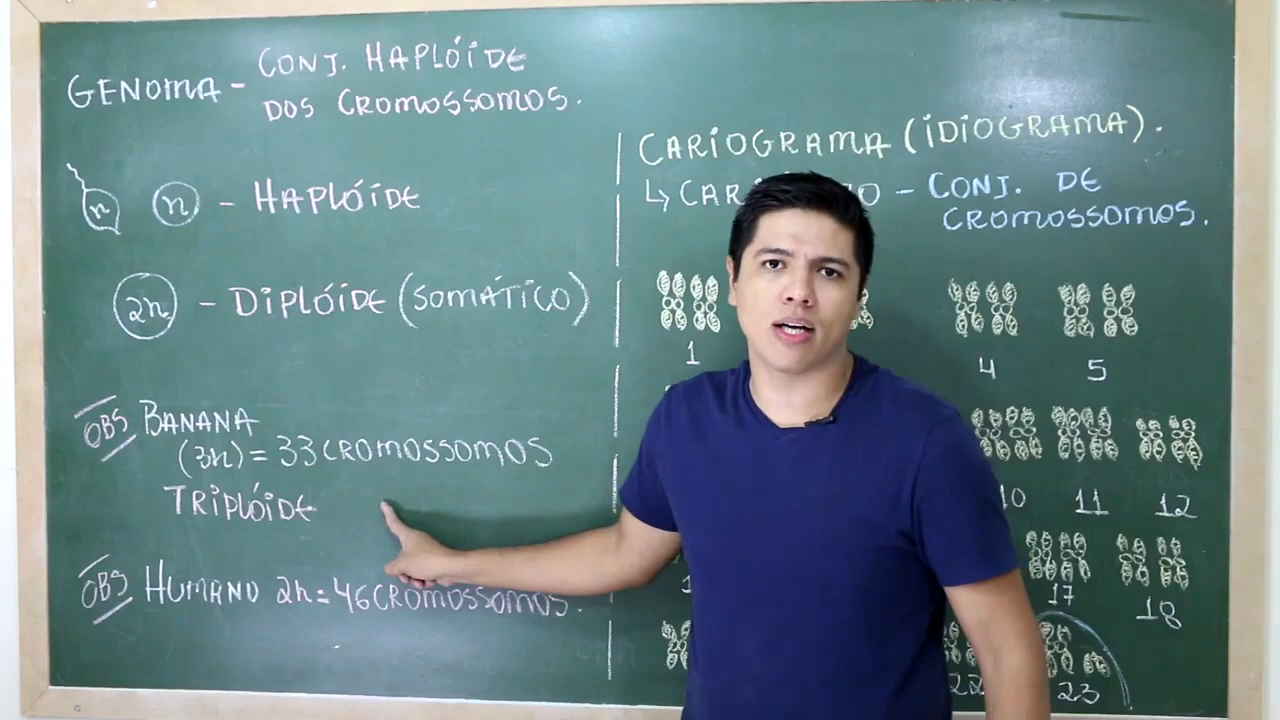 GENOMA - CONJ. HAPLÓIDE
DOS CROMOSSOMOS.
n n - HAPLÓIDE
2n - DIPLÓIDE (SOMÁTICO)
OBS BANANA
(3n) = 33 CROMOSSOMOS
TRIPLÓIDE
OBS HUMANO 2n = 46 CROMOSSOMOS.
CARIOGRAMA (IDIOGRAMA).
↳ - CONJ. DE
CROMOSSOMOS.
1 4 5
10 11 12
17 18
22 23